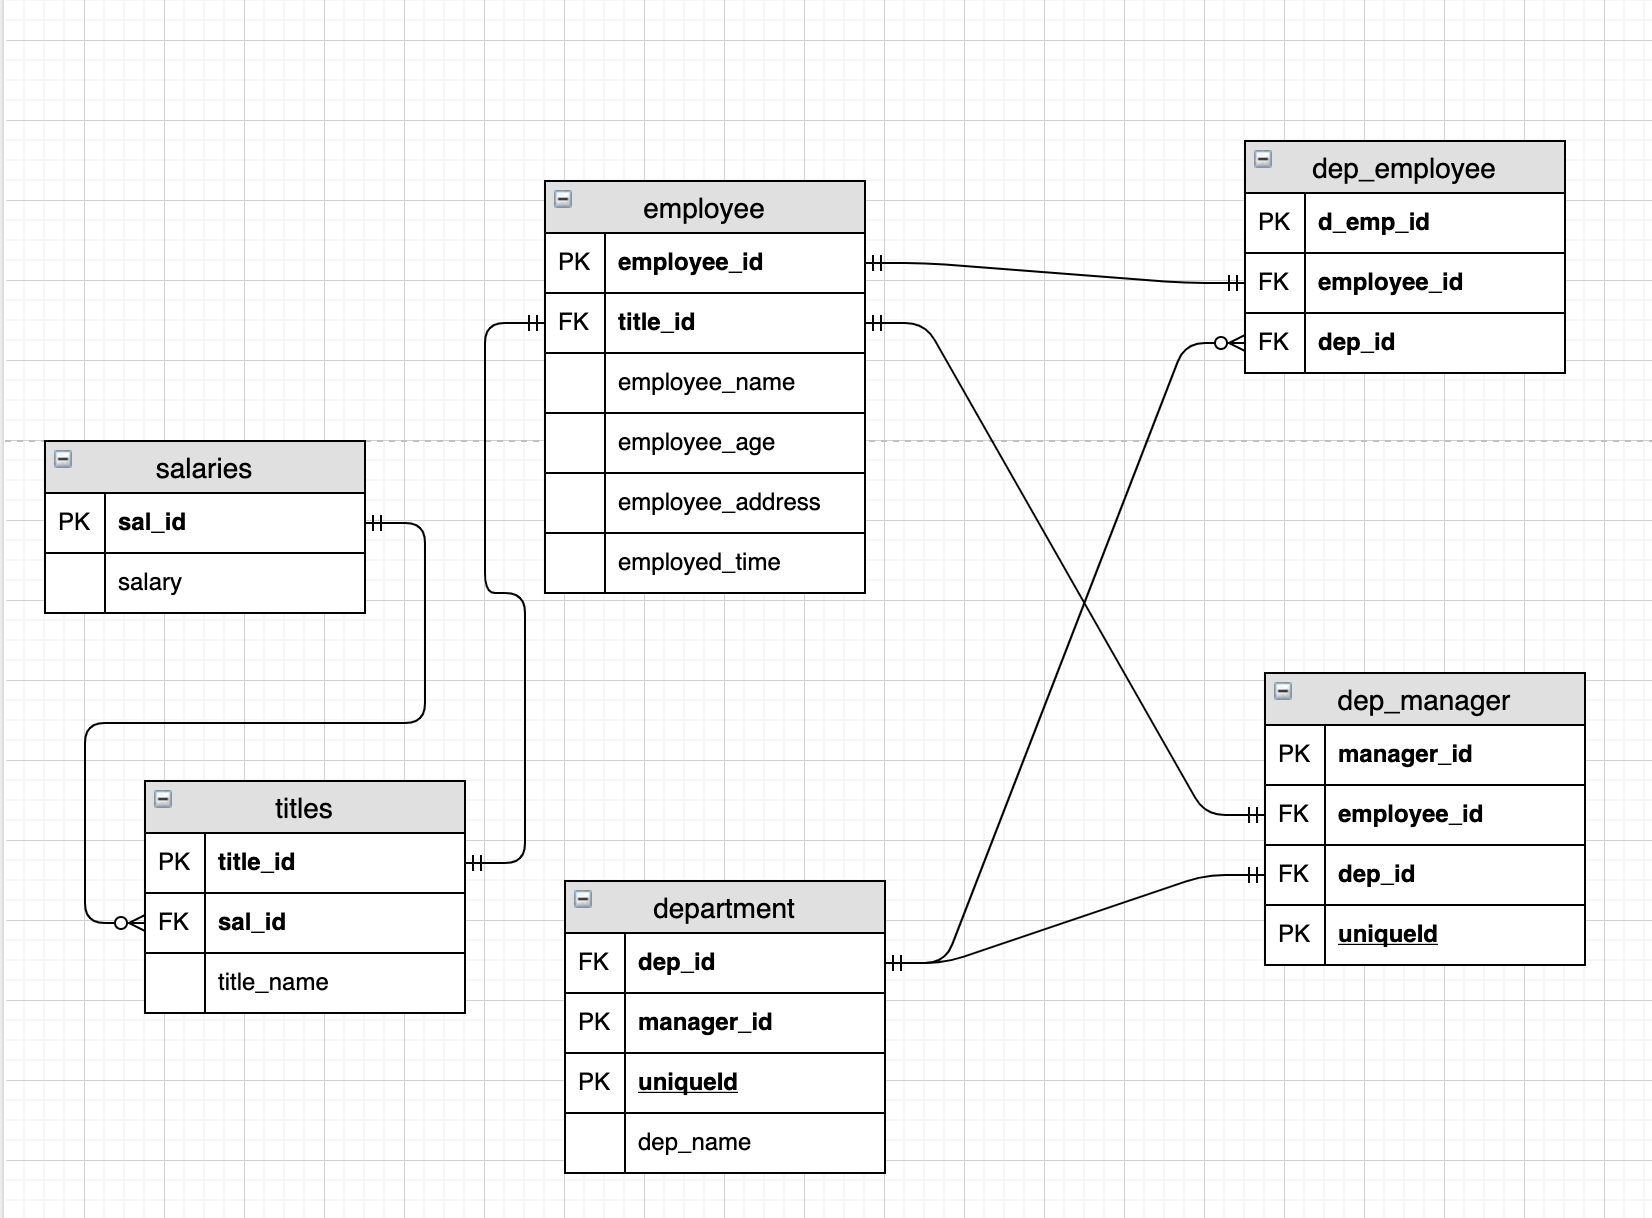 employee
PK employee_id
FK title_id
employee_name
employee_age
employee_address
employed_time
dep_employee
PK d_emp_id
FK employee_id
FK dep_id
salaries
PK sal_id
salary
titles
PK title_id
FK sal_id
title_name
department
FK dep_id
PK manager_id
PK uniqueId
dep_name
dep_manager
PK manager_id
FK employee_id
FK dep_id
PK uniqueId